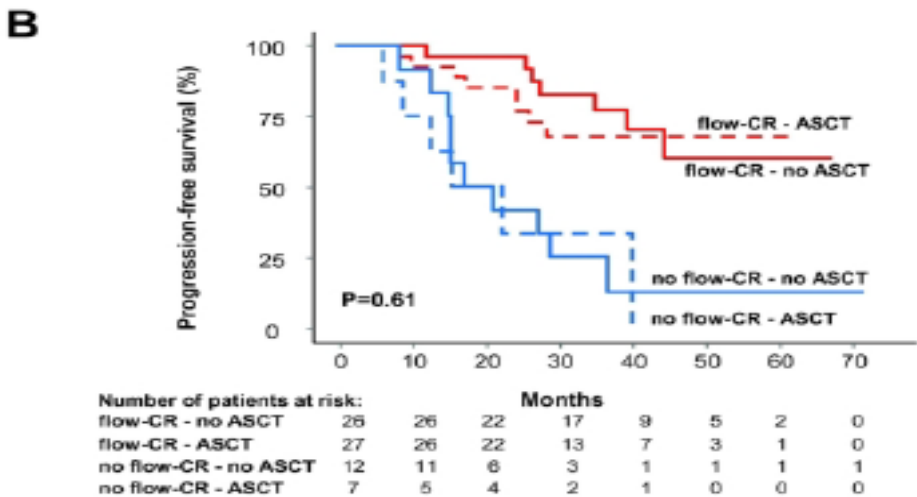 B
Progression-free survival (%)
100
75
50
25
0
flow-CR - ASCT
flow-CR - no ASCT
no flow-CR - no ASCT
no flow-CR - ASCT
P=0.61
0 10 20 30 40 50 60 70
Months
Number of patients at risk:
flow-CR - no ASCT 26 26 22 17 9 5 2 0
flow-CR - ASCT 27 26 22 13 7 3 1 0
no flow-CR - no ASCT 12 11 6 3 1 1 1 1
no flow-CR - ASCT 7 5 4 2 1 0 0 0